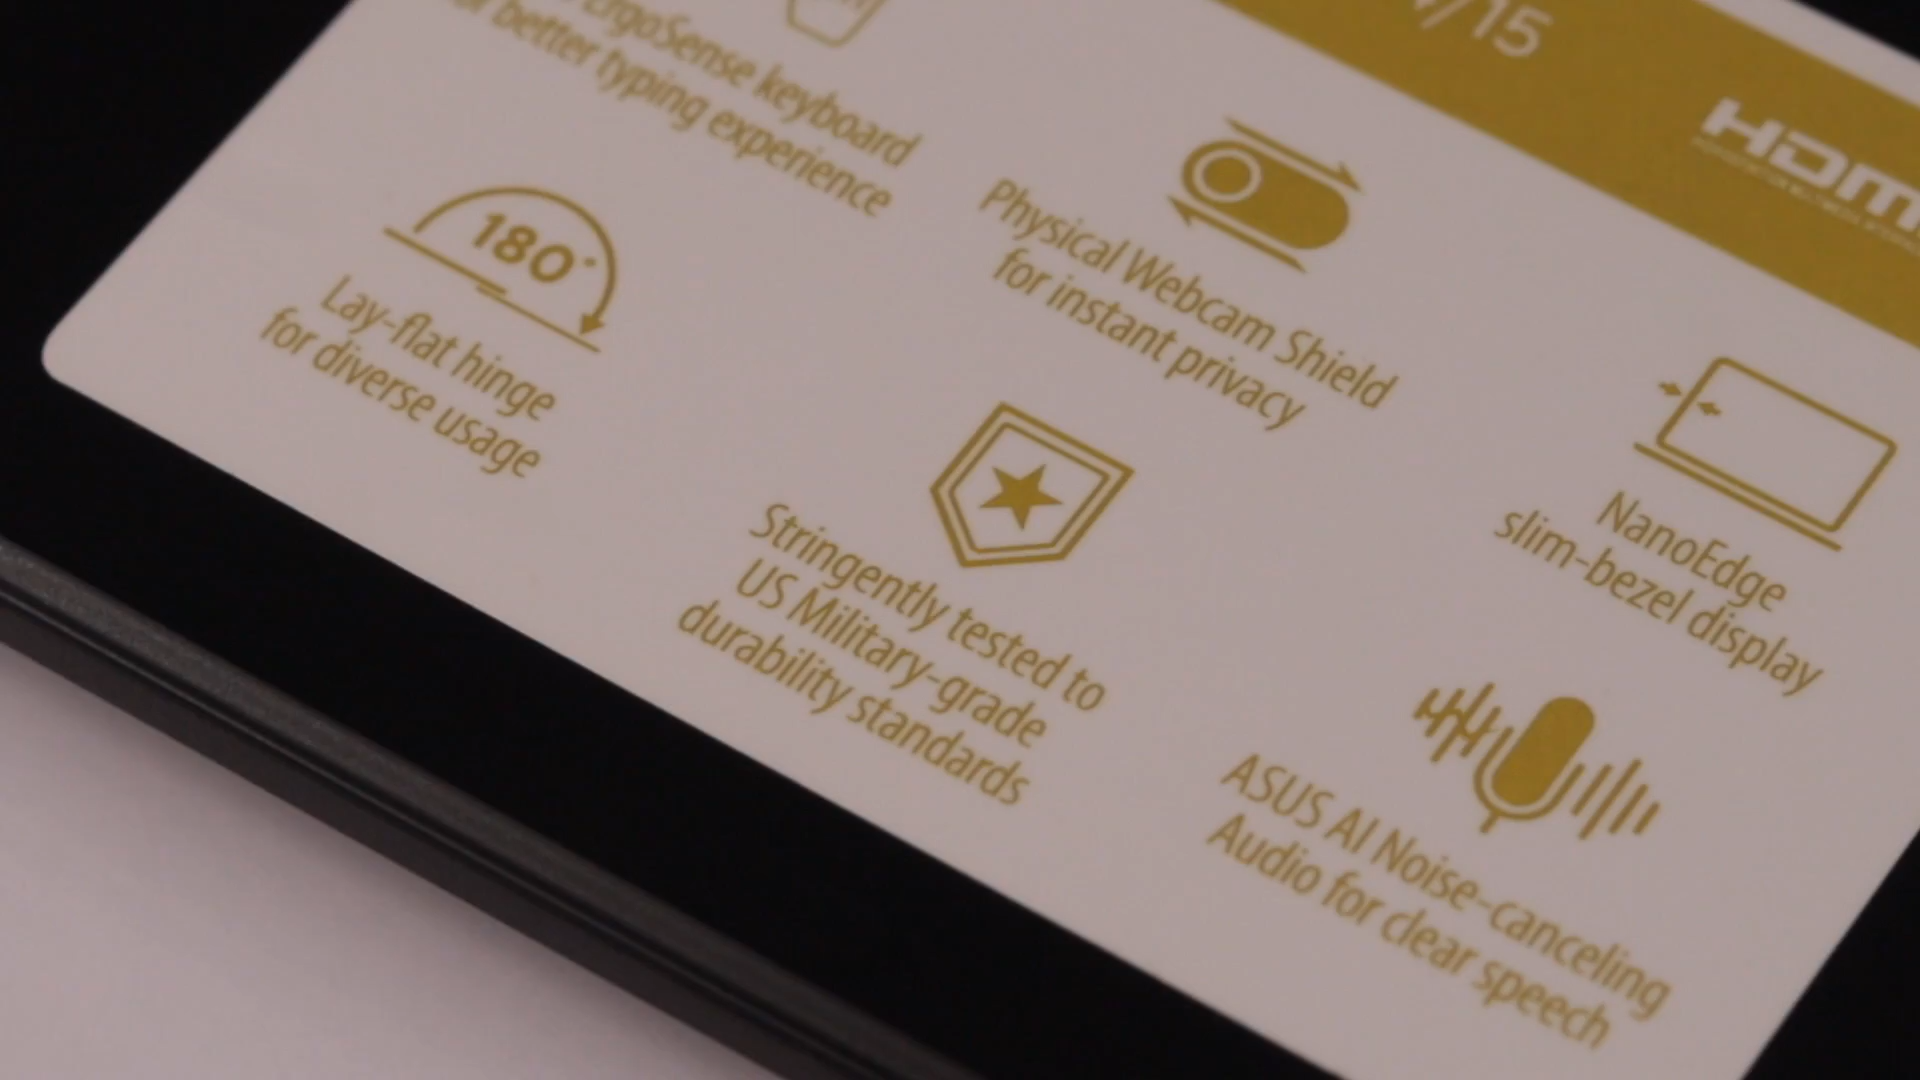 /15
HDMI
ErgoSense keyboard
better typing experience
180°
Lay-flat hinge
for diverse usage
Physical Webcam Shield
for instant privacy
Stringently tested to
US Military-grade
durability standards
NanoEdge
slim-bezel display
ASUS AI Noise-canceling
Audio for clear speech